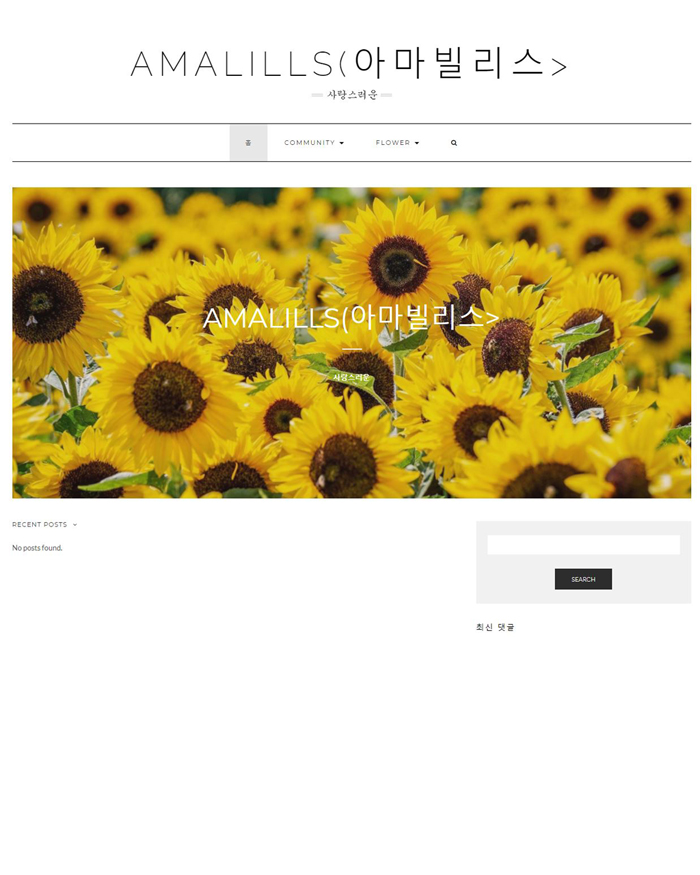 AMALILLS(아마빌리스>
사랑스러운
홈
COMMUNITY
FLOWER
AMALILLS(아마빌리스>
사랑스러운
RECENT POSTS
No posts found.
SEARCH
최신 댓글